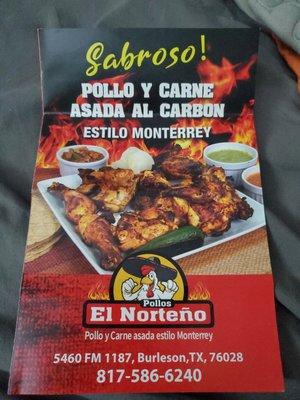 Sabroso!
POLLO Y CARNE
ASADA AL CARBON
ESTILO MONTERREY
Pollos
El Norteño
Pollo y Carne asada estilo Monterrey
5460 FM 1187, Burleson,TX, 76028
817-586-6240